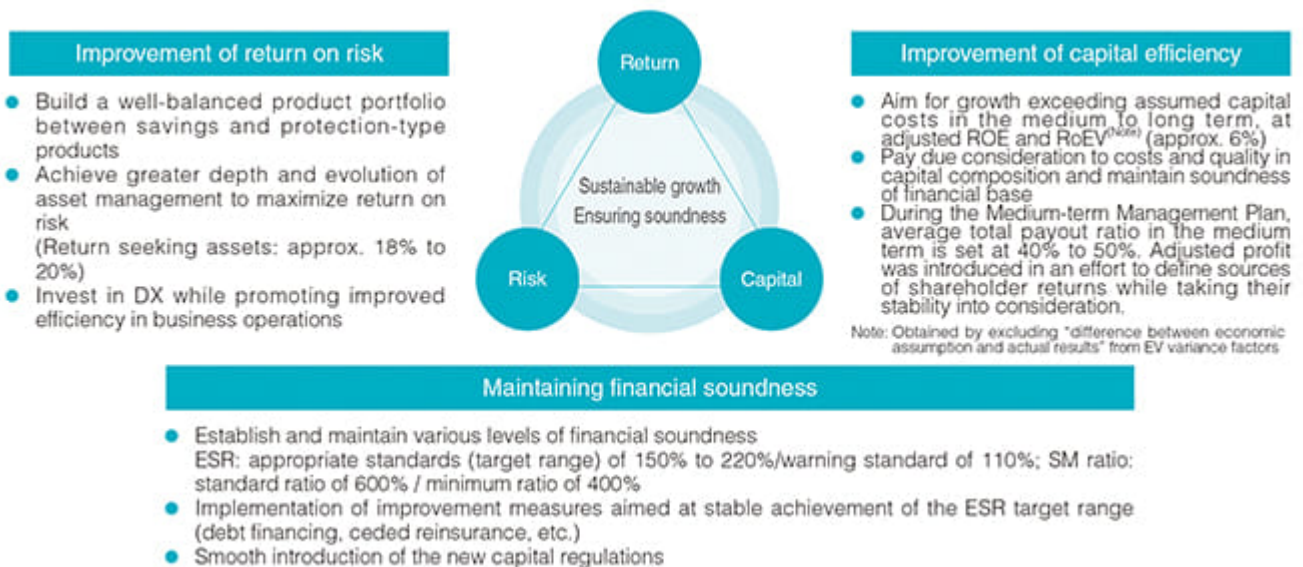 Improvement of return on risk
Build a well-balanced product portfolio
between savings and protection-type
products
Achieve greater depth and evolution of
asset management to maximize return on
risk
(Return seeking assets: approx. 18% to
20%)
Invest in DX while promoting improved
efficiency in business operations
Return
Sustainable growth
Ensuring soundness
Risk
Capital
Improvement of capital efficiency
Aim for growth exceeding assumed capital
costs in the medium to long term, at
adjusted ROE and RoEV(Note) (approx. 6%)
Pay due consideration to costs and quality in
capital composition and maintain soundness
of financial base
During the Medium-term Management Plan,
average total payout ratio in the medium
term is set at 40% to 50%. Adjusted profit
was introduced in an effort to define sources
of shareholder returns while taking their
stability into consideration.
Note: Obtained by excluding "difference between economic
assumption and actual results" from EV variance factors
Maintaining financial soundness
Establish and maintain various levels of financial soundness
ESR: appropriate standards (target range) of 150% to 220%/warning standard of 110%; SM ratio:
standard ratio of 600% / minimum ratio of 400%
Implementation of improvement measures aimed at stable achievement of the ESR target range
(debt financing, ceded reinsurance, etc.)
Smooth introduction of the new capital regulations